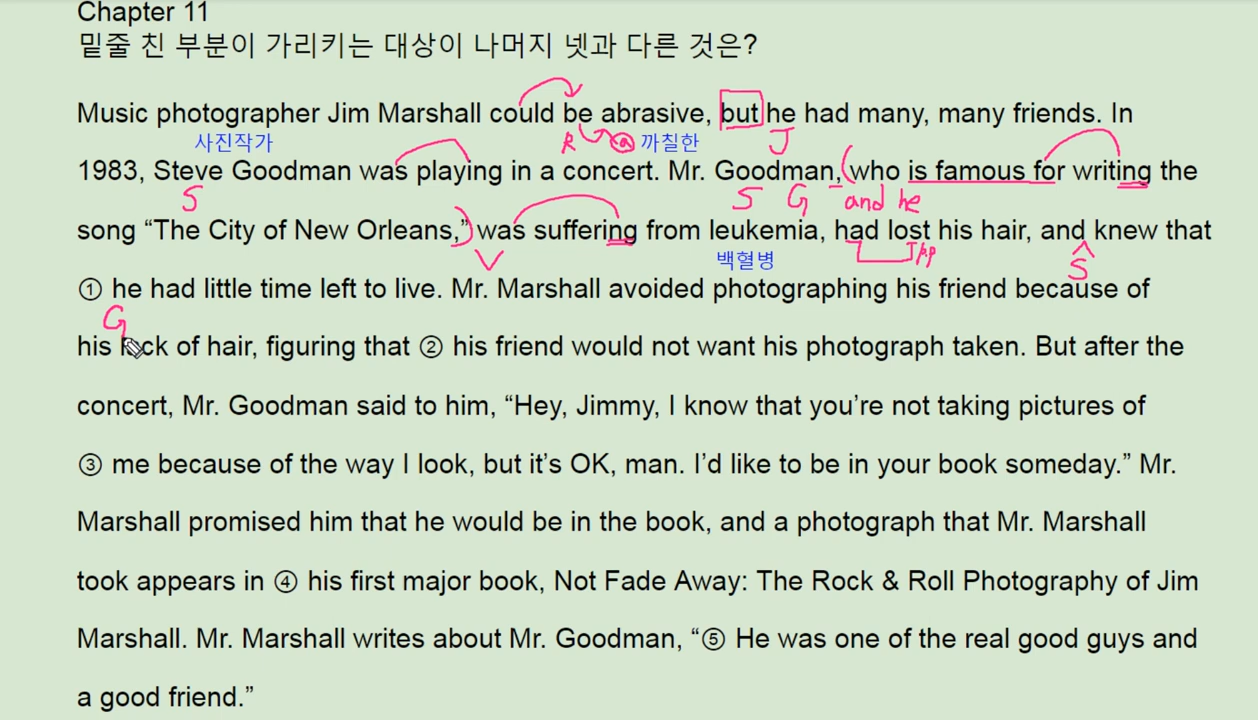 Chapter 11
밑줄 친 부분이 가리키는 대상이 나머지 넷과 다른 것은?
Music photographer Jim Marshall could be abrasive, but he had many, many friends. In
사진작가 R a 까칠한 J
1983, Steve Goodman was playing in a concert. Mr. Goodman, who is famous for writing the
S S G and he
song “The City of New Orleans,” was suffering from leukemia, had lost his hair, and knew that
V 백혈병 p.p S
① he had little time left to live. Mr. Marshall avoided photographing his friend because of
G
his lack of hair, figuring that ② his friend would not want his photograph taken. But after the
concert, Mr. Goodman said to him, “Hey, Jimmy, I know that you’re not taking pictures of
③ me because of the way I look, but it’s OK, man. I’d like to be in your book someday.” Mr.
Marshall promised him that he would be in the book, and a photograph that Mr. Marshall
took appears in ④ his first major book, Not Fade Away: The Rock & Roll Photography of Jim
Marshall. Mr. Marshall writes about Mr. Goodman, “⑤ He was one of the real good guys and
a good friend.”